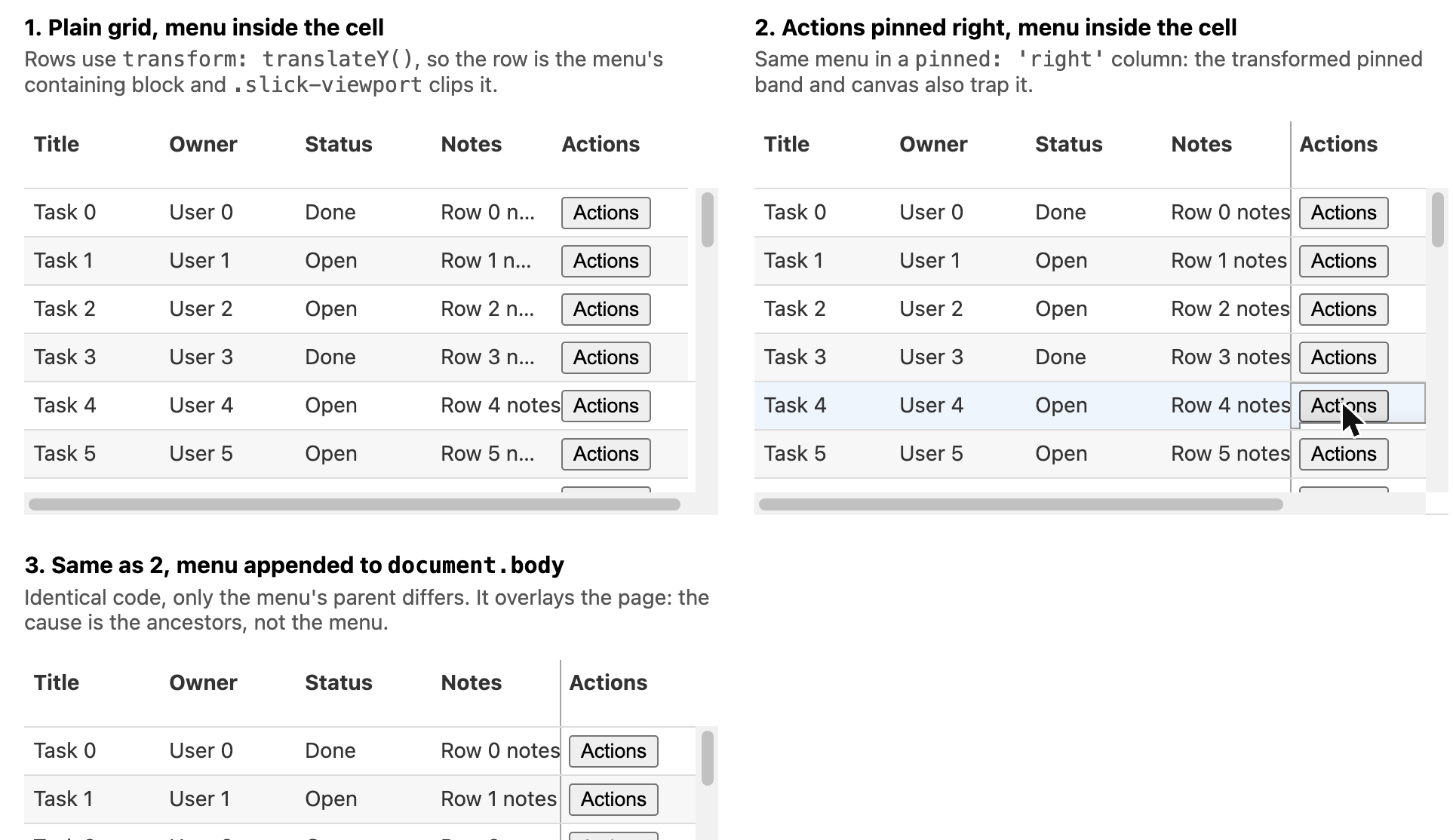 1. Plain grid, menu inside the cell
Rows use transform: translateY(), so the row is the menu's
containing block and .slick-viewport clips it.
Title Owner Status Notes Actions
Task 0 User 0 Done Row 0 n... Actions
Task 1 User 1 Open Row 1 n... Actions
Task 2 User 2 Open Row 2 n... Actions
Task 3 User 3 Done Row 3 n... Actions
Task 4 User 4 Open Row 4 notes Actions
Task 5 User 5 Open Row 5 n... Actions
2. Actions pinned right, menu inside the cell
Same menu in a pinned: 'right' column: the transformed pinned
band and canvas also trap it.
Title Owner Status Notes Actions
Task 0 User 0 Done Row 0 notes Actions
Task 1 User 1 Open Row 1 notes Actions
Task 2 User 2 Open Row 2 notes Actions
Task 3 User 3 Done Row 3 notes Actions
Task 4 User 4 Open Row 4 notes Actions
Task 5 User 5 Open Row 5 notes Actions
3. Same as 2, menu appended to document.body
Identical code, only the menu's parent differs. It overlays the page: the
cause is the ancestors, not the menu.
Title Owner Status Notes Actions
Task 0 User 0 Done Row 0 notes Actions
Task 1 User 1 Open Row 1 notes Actions